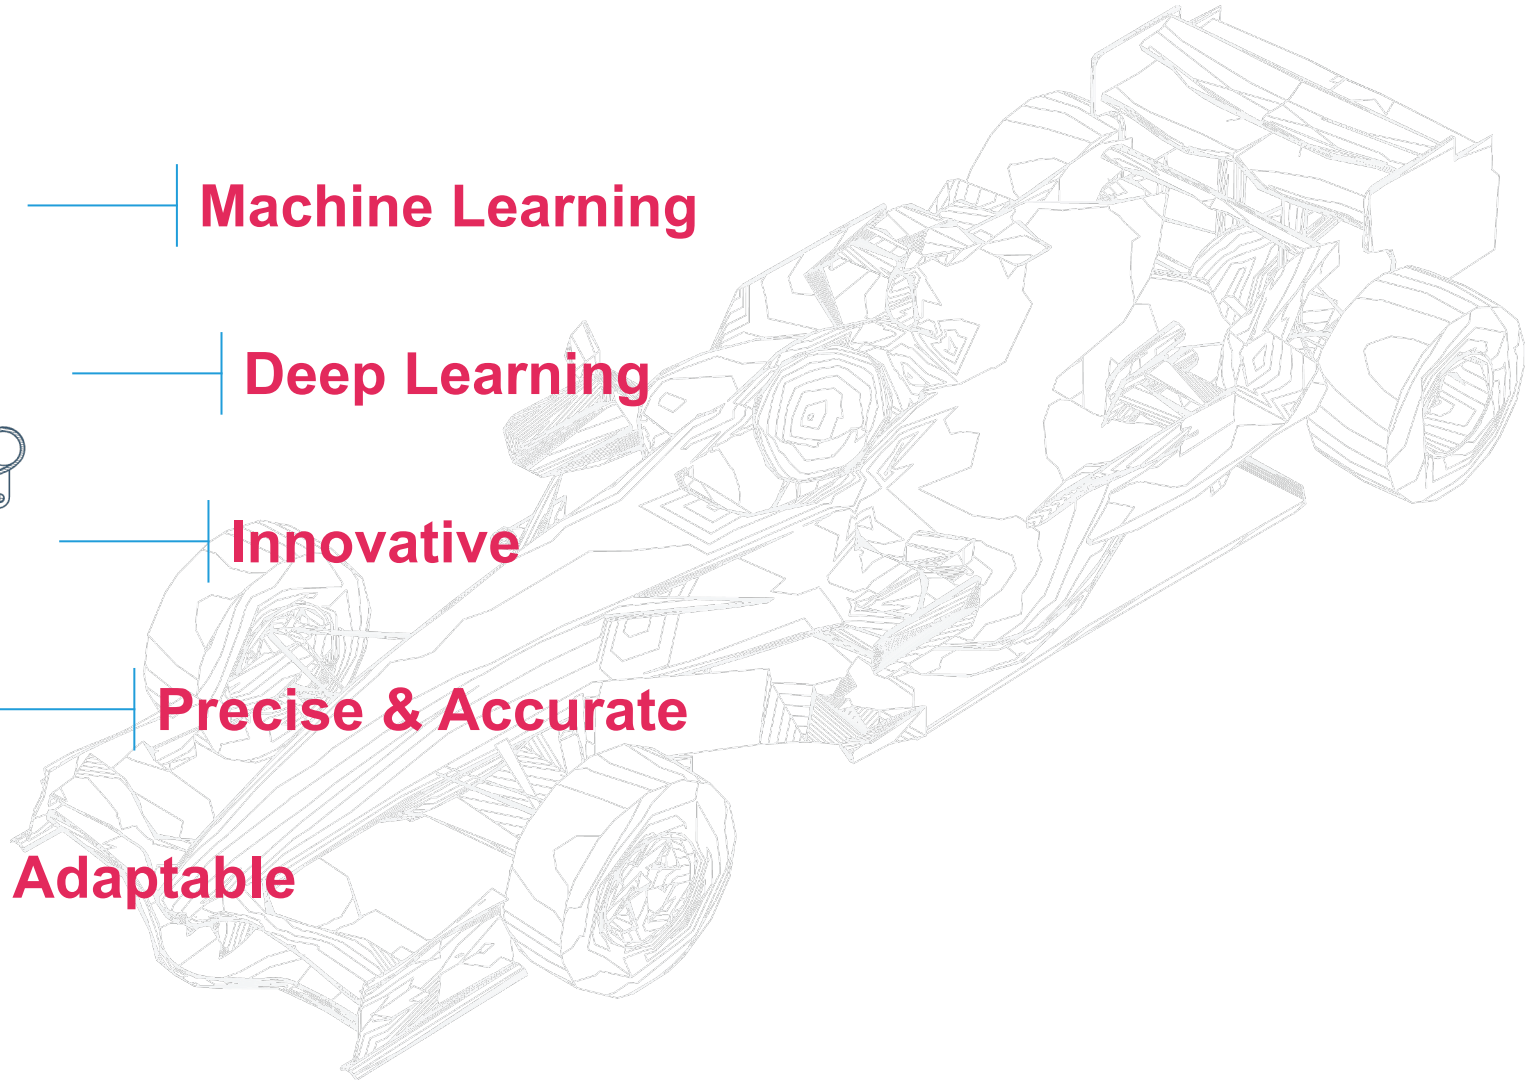 Machine Learning
Deep Learning
Innovative
Precise & Accurate
Adaptable